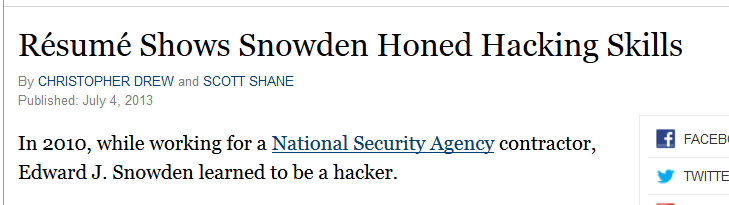 Résumé Shows Snowden Honed Hacking Skills
By CHRISTOPHER DREW and SCOTT SHANE
Published: July 4, 2013
In 2010, while working for a National Security Agency contractor,
Edward J. Snowden learned to be a hacker.
FACEBO
TWITTE